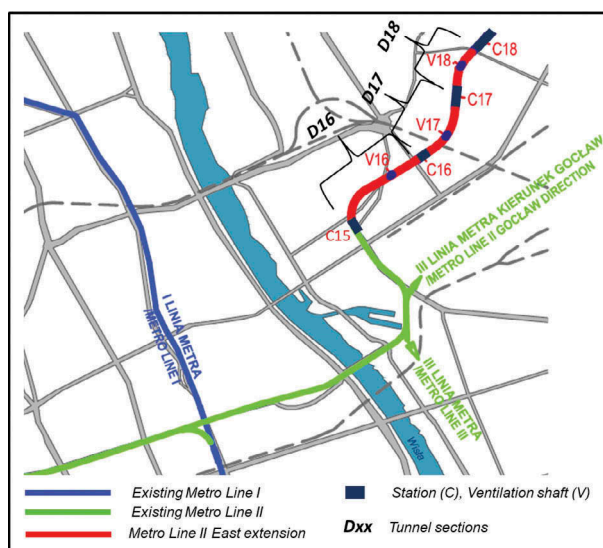 D18
C18
V18
D17
C17
D16
V17
V16
C16
C15
III LINIA METRA KIERUNEK GOCŁAW
/METRO LINE II GOCŁAW DIRECTION
I LINIA METRA
/METRO LINE1
III LINIA METRA
/METRO LINE III
Wisła
Existing Metro Line I
Existing Metro Line II
Metro Line II East extension
Station (C), Ventilation shaft (V)
Dxx Tunnel sections